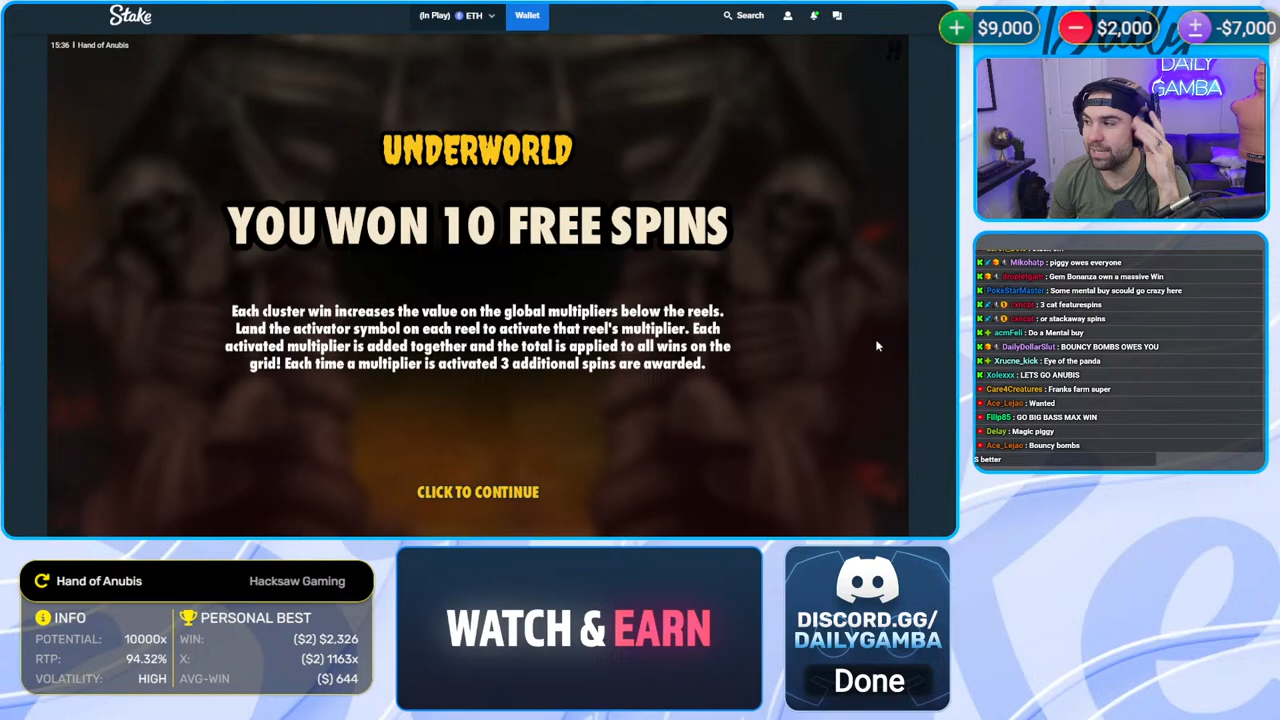 Stake
(In Play) ETH
Wallet
Search
$9,000
$2,000
-$7,000
15:36 | Hand of Anubis
DAILY
GAMBA
UNDERWORLD
YOU WON 10 FREE SPINS
Each cluster win increases the value on the global multipliers below the reels.
Land the activator symbol on each reel to activate that reel's multiplier. Each
activated multiplier is added together and the total is applied to all wins on the
grid! Each time a multiplier is activated 3 additional spins are awarded.
CLICK TO CONTINUE
Mikohatp : piggy owes everyone
: Gem Bonanza own a massive Win
PokeStarMaster : Some mental buy scould go crazy here
: 3 cat featurespins
: or stackaway spins
acmFeli : Do a Mental buy
DailyDollarSlut : BOUNCY BOMBS OWES YOU
Xrucne_kick : Eye of the panda
Xolexxx : LETS GO ANUBIS
Care4Creatures : Franks farm super
Ace_Lejao : Wanted
Filip85 : GO BIG BASS MAX WIN
Delay : Magic piggy
Ace_Lejao : Bouncy bombs
S better
Hand of Anubis
Hacksaw Gaming
INFO
PERSONAL BEST
POTENTIAL: 10000x
WIN: ($2) $2,326
RTP: 94.32%
X: ($2) 1163x
VOLATILITY: HIGH
AVG-WIN ($) 644
WATCH & EARN
DISCORD.GG/
DAILYGAMBA
Done